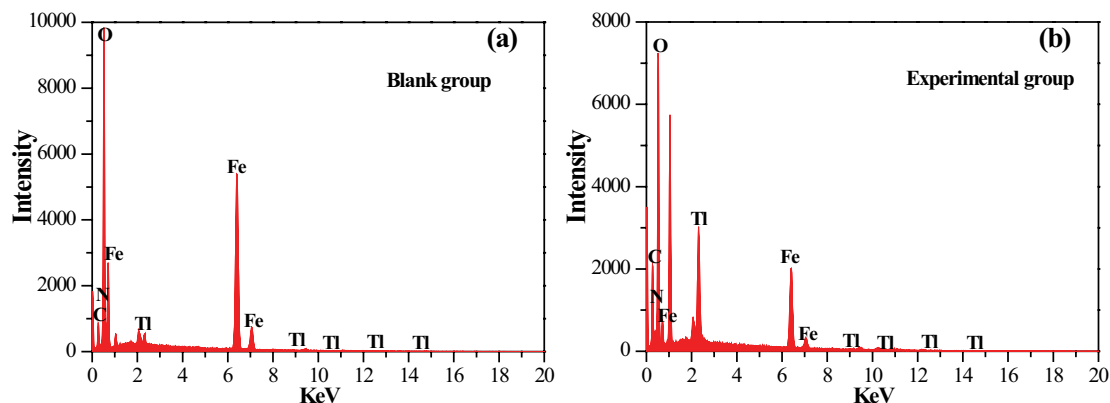 10000
8000
6000
4000
2000
0
Intensity
O
(a)
Blank group
Fe
Fe
N
C
Tl
Fe
Tl
Tl
Tl
Tl
0 2 4 6 8 10 12 14 16 18 20
KeV
8000
6000
4000
2000
0
Intensity
O
(b)
Experimental group
Tl
C
Fe
N
Fe
Fe
Tl
Tl
Tl
Tl
0 2 4 6 8 10 12 14 16 18 20
KeV